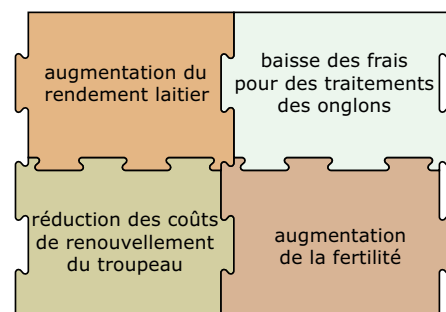 augmentation du
rendement laitier
baisse des frais
pour des traitements
des onglons
réduction des coûts
de renouvellement
du troupeau
augmentation
de la fertilité